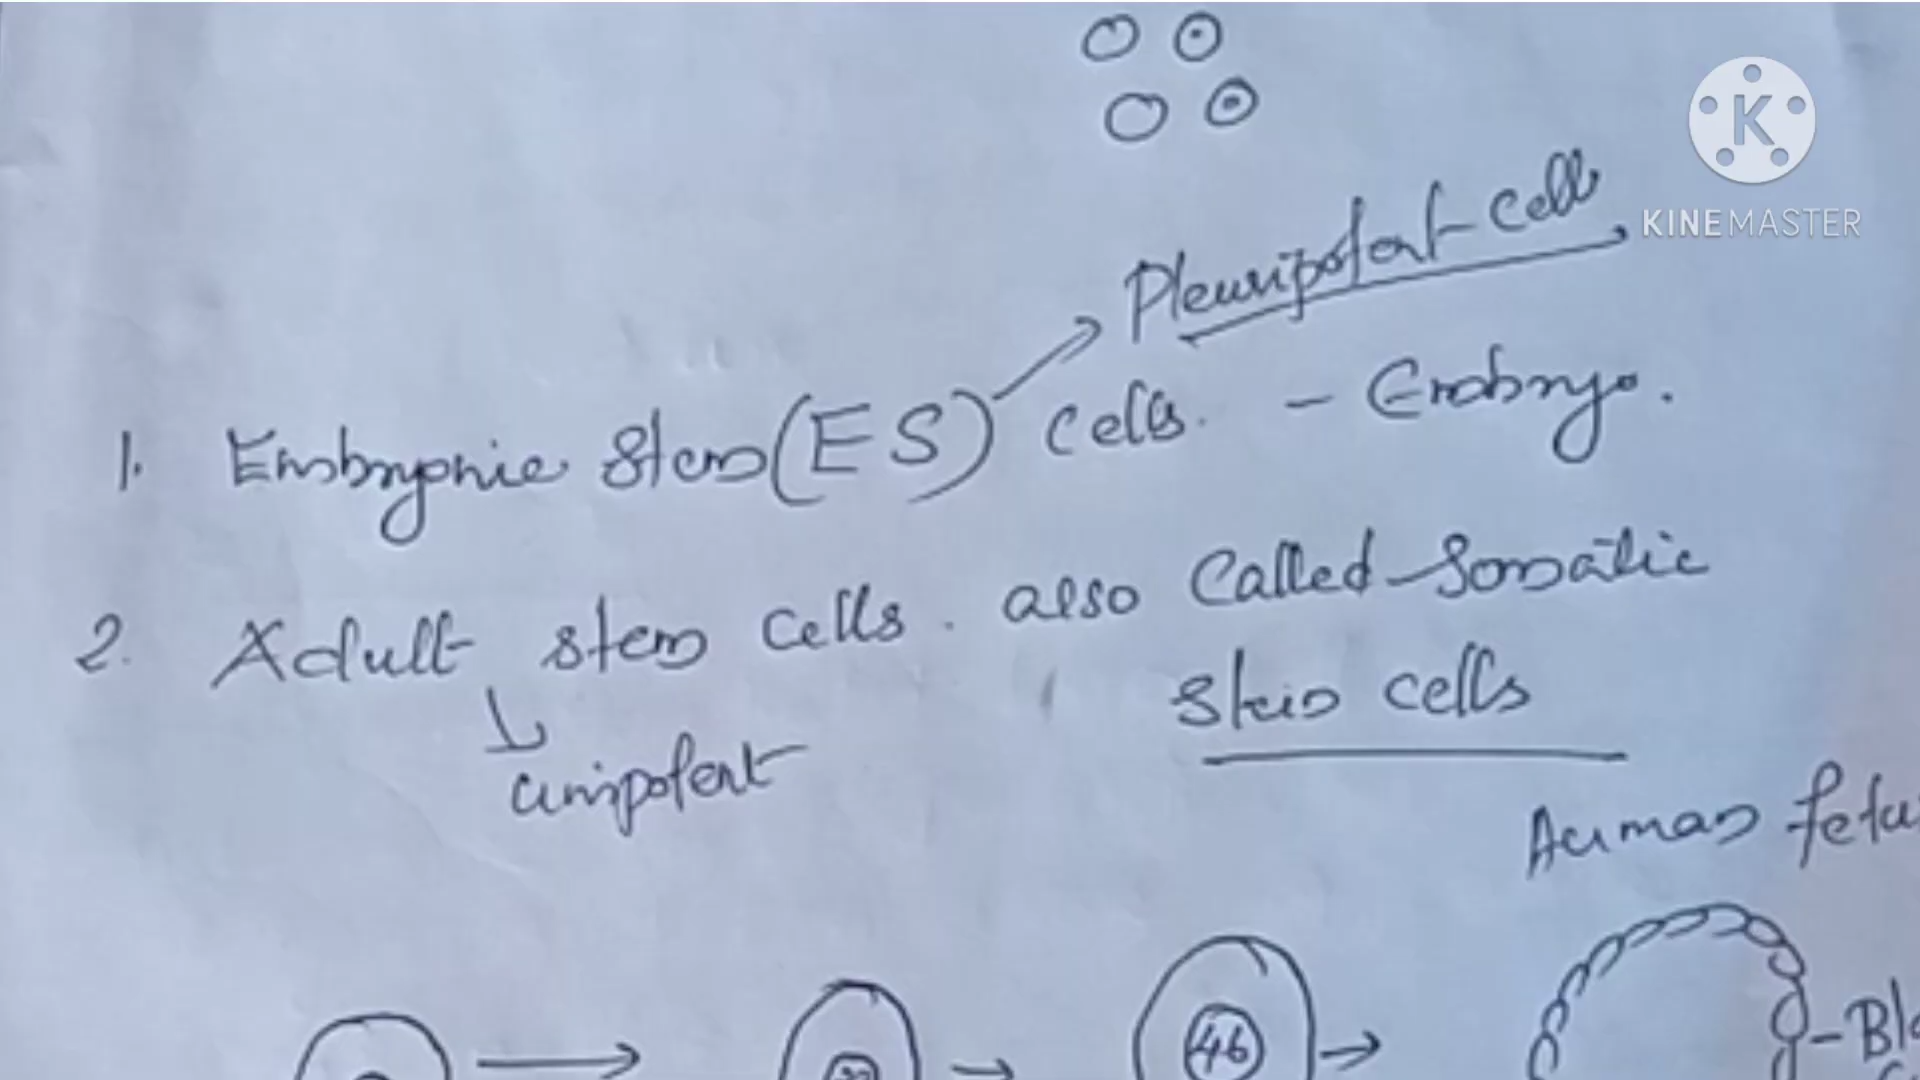 K
KINEMASTER
Pleuripotent cell
1. Embryonic Stem (ES) cells. - Embryo.
2. Adult stem cells. also called Somatic
stem cells
unipotent
Human fetu
46
- Bl